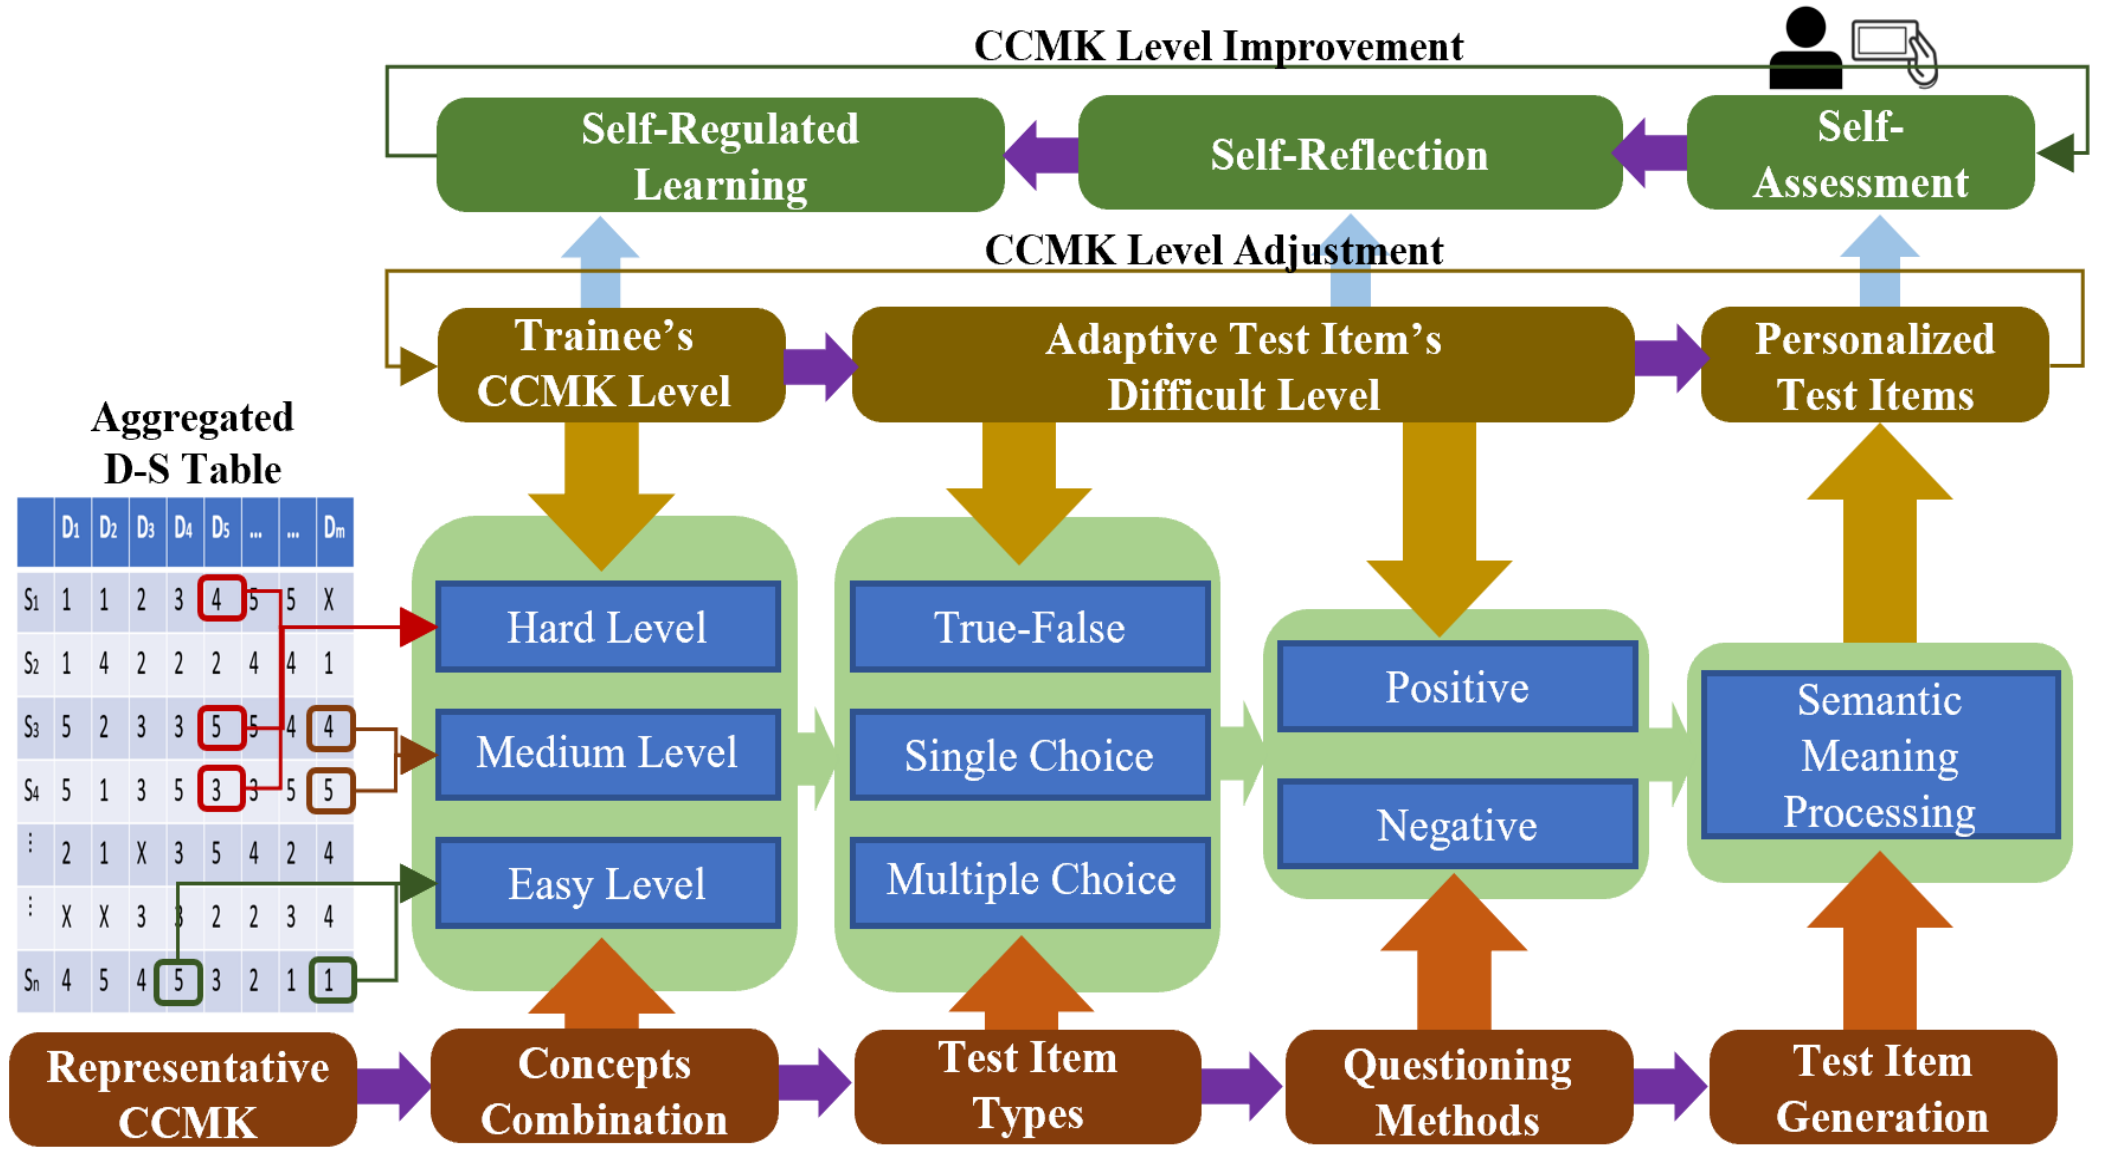 CCMK Level Improvement
Self-Regulated
Learning
Self-Reflection
Self-
Assessment
CCMK Level Adjustment
Trainee’s
CCMK Level
Adaptive Test Item’s
Difficult Level
Personalized
Test Items
Aggregated
D-S Table
D1 D2 D3 D4 D5 ... ... Dm
S1 1 1 2 3 4 5 5 X
S2 1 4 2 2 2 4 4 1
S3 5 2 3 3 5 5 4 4
S4 5 1 3 5 3 3 5 5
⋮ 2 1 X 3 5 4 2 4
⋮ X X 3 3 2 2 3 4
Sn 4 5 4 5 3 2 1 1
Hard Level
Medium Level
Easy Level
True-False
Single Choice
Multiple Choice
Positive
Negative
Semantic
Meaning
Processing
Representative
CCMK
Concepts
Combination
Test Item
Types
Questioning
Methods
Test Item
Generation